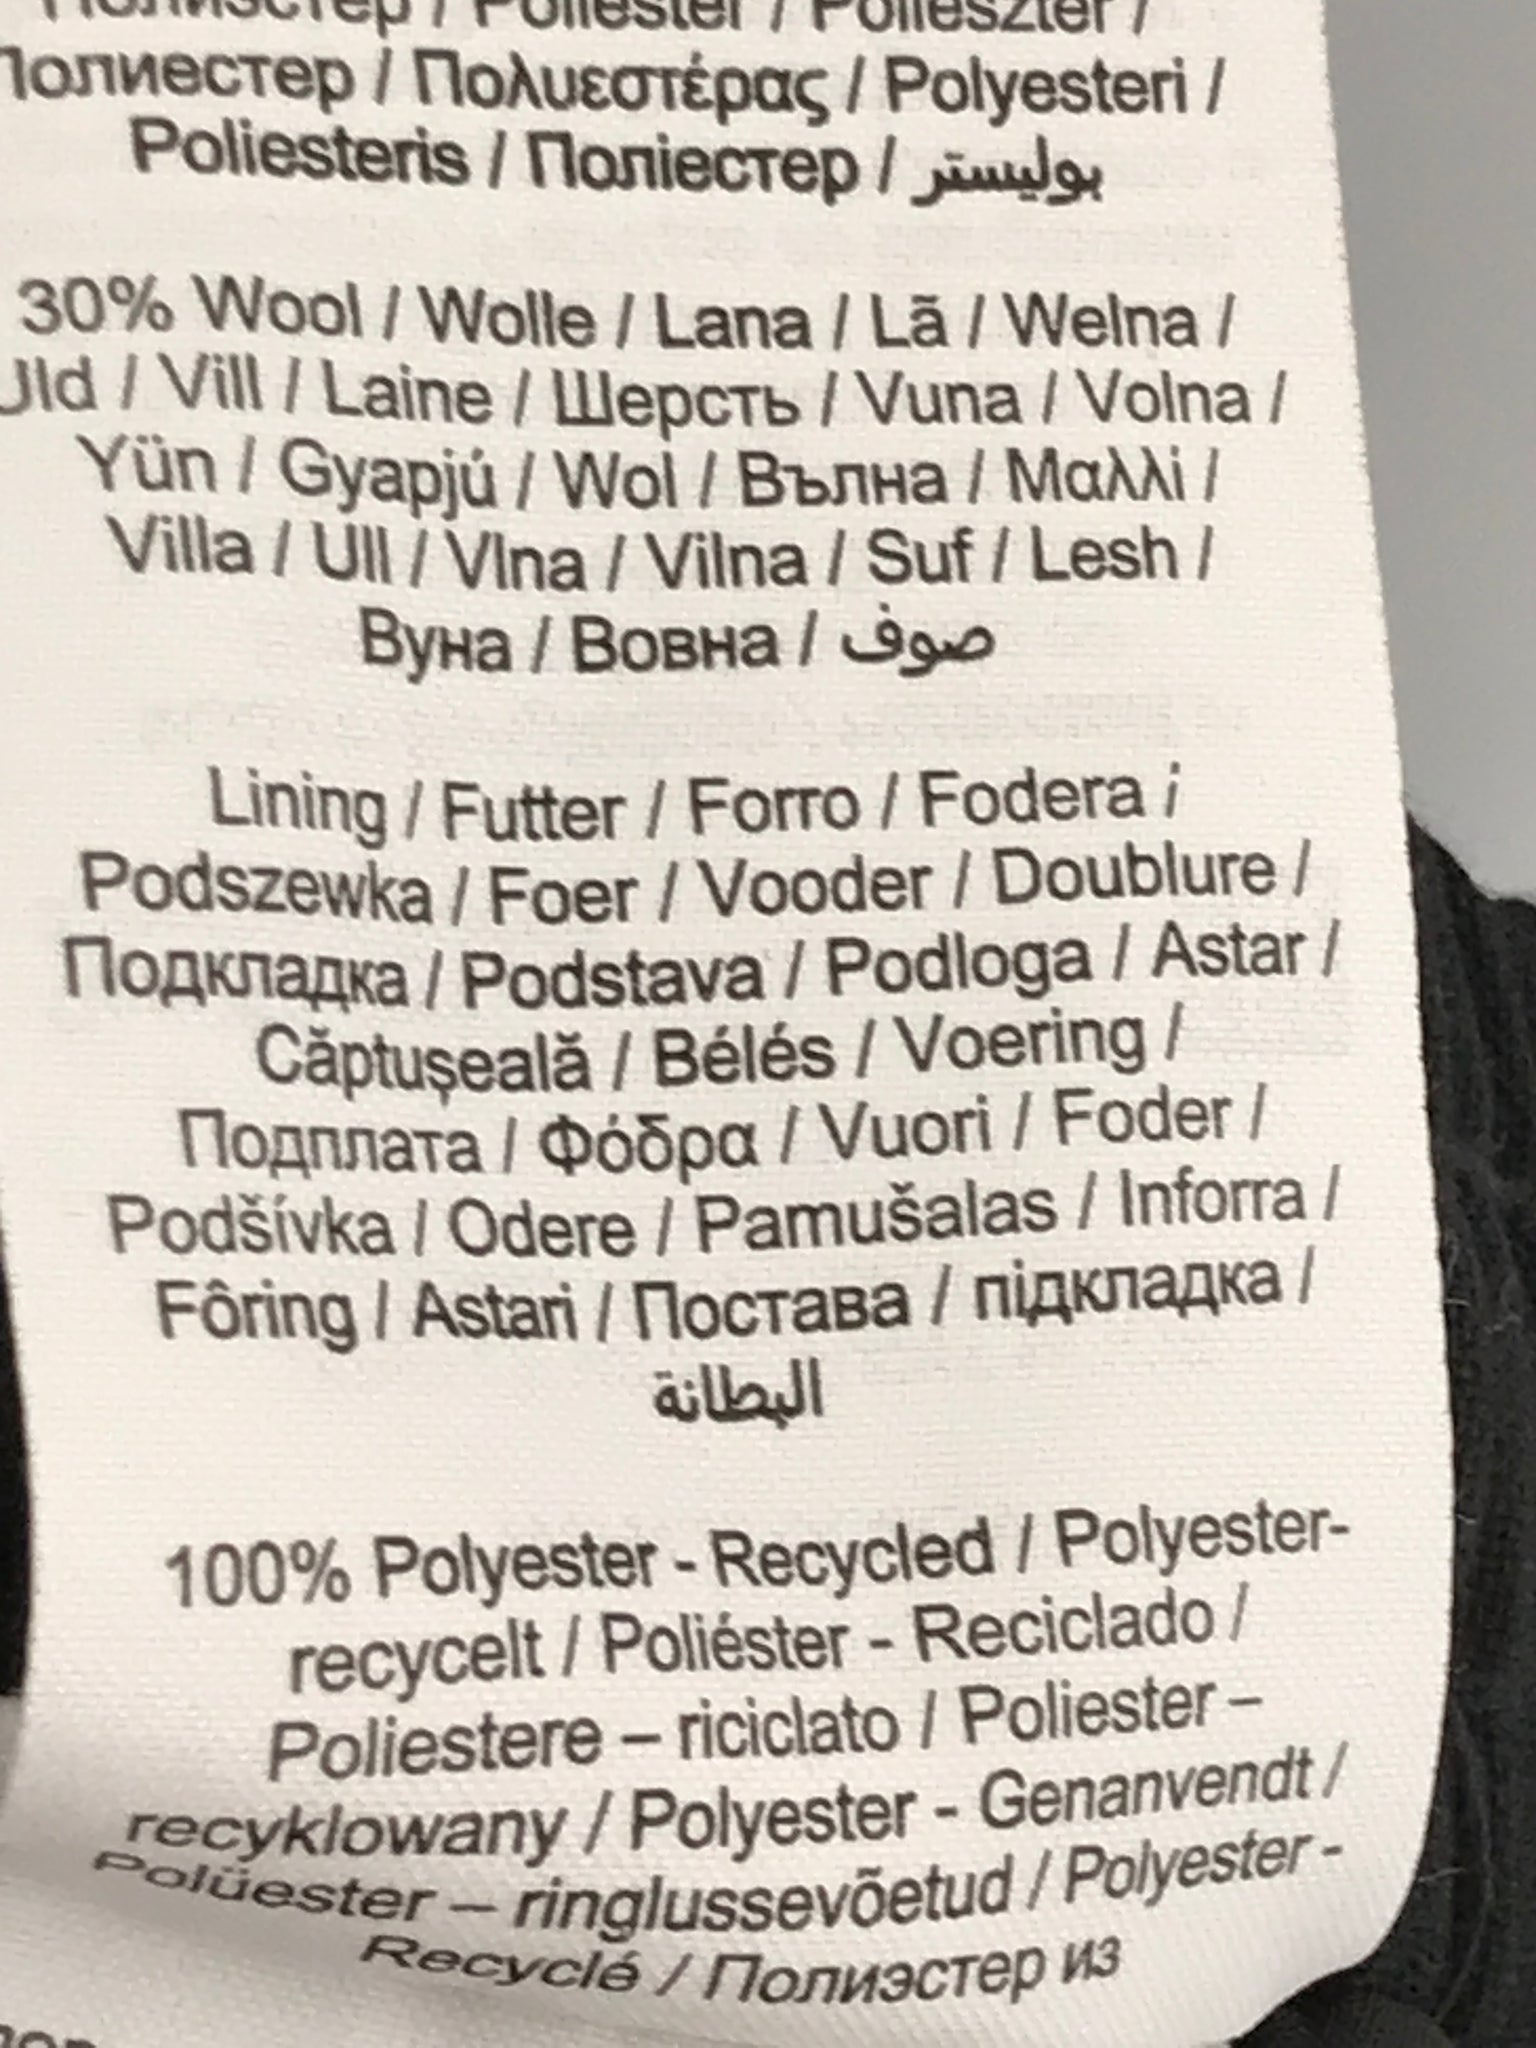 Полиэстер / Poliester / Poliészter /
Полиестер / Πολυεστέρας / Polyesteri /
Poliesteris / Поліестер / بوليستر
30% Wool / Wolle / Lana / Lã / Welna /
Uld / Vill / Laine / Шерсть / Vuna / Volna /
Yün / Gyapjú / Wol / Вълна / Μαλλί /
Villa / Ull / Vlna / Vilna / Suf / Lesh /
Вуна / Вовна / صوف
Lining / Futter / Forro / Fodera /
Podszewka / Foer / Vooder / Doublure /
Подкладка / Podstava / Podloga / Astar /
Căptușeală / Bélés / Voering /
Подплата / Φόδρα / Vuori / Foder /
Podšívka / Odere / Pamušalas / Inforra /
Fôring / Astari / Постава / підкладка /
البطانة
100% Polyester - Recycled / Polyester-
recycelt / Poliéster - Reciclado /
Poliestere – riciclato / Poliester –
recyklowany / Polyester - Genanvendt /
Polüester – ringlussevõetud / Polyester -
Recyclé / Полиэстер из